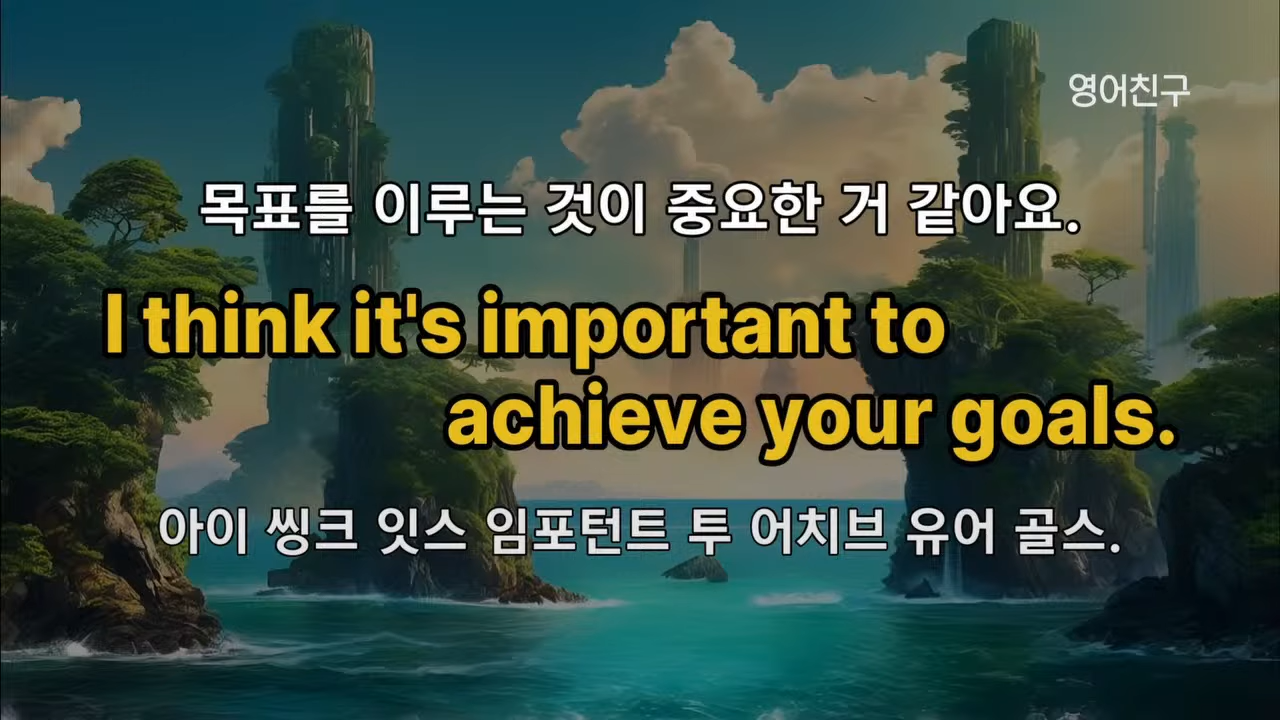 영어친구
목표를 이루는 것이 중요한 거 같아요.
I think it's important to
achieve your goals.
아이 씽크 잇스 임포턴트 투 어치브 유어 골스.